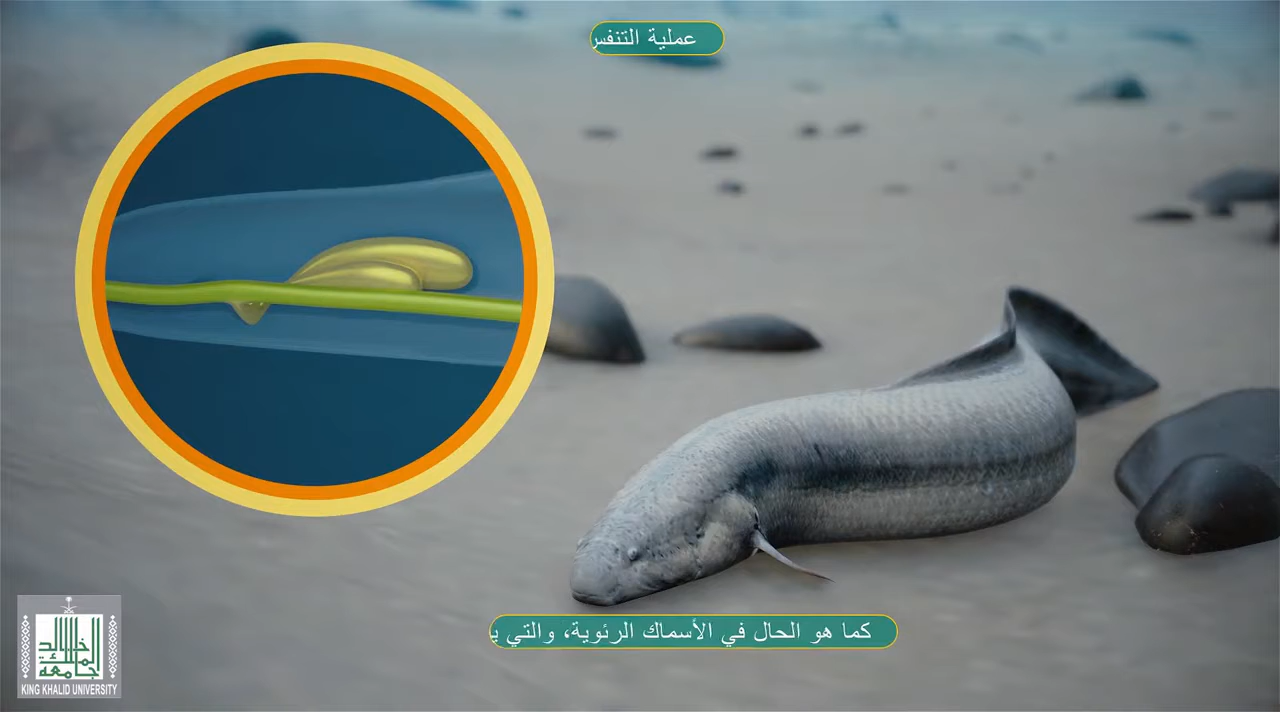 عملية التنفس
كما هو الحال في الأسماك الرئوية، والتي ي
جامعة الملك خالد
KING KHALID UNIVERSITY